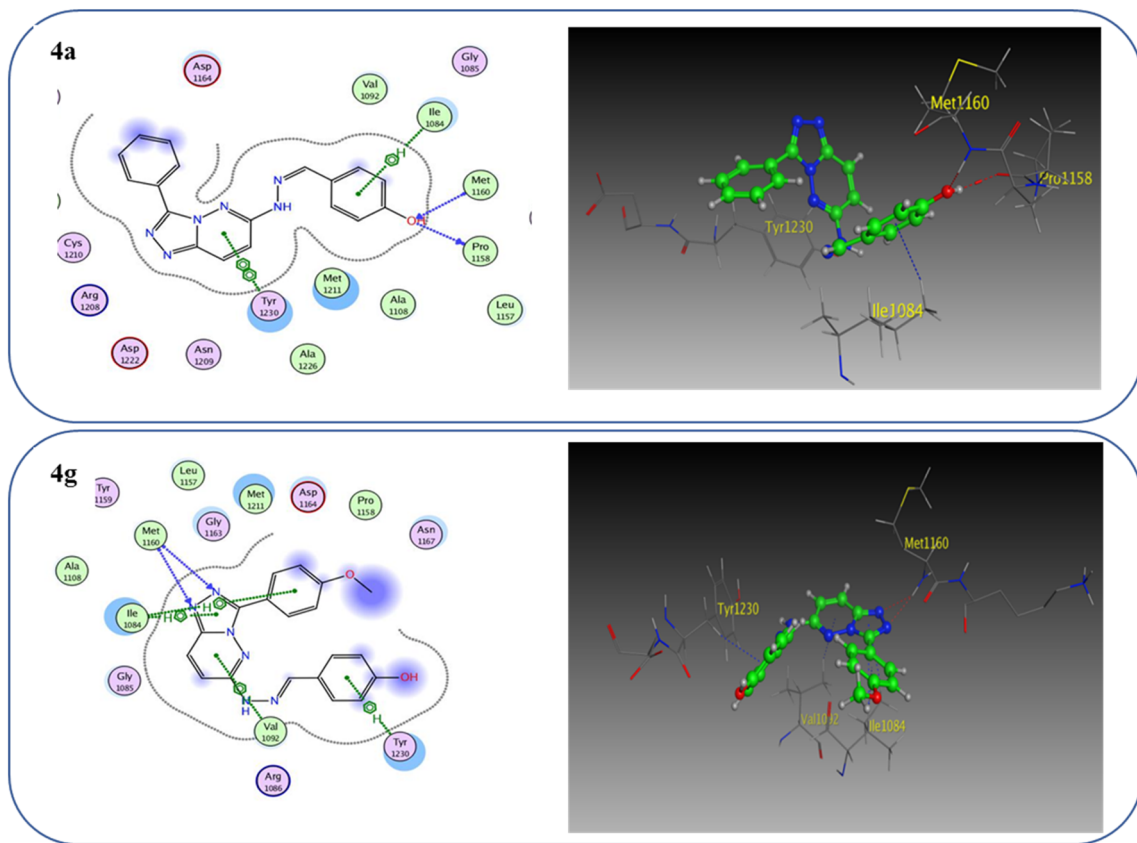 4a
Asp
1164
Gly
1085
Val
1092
Ile
1084
H
Met
1160
N
N
NH
OH
N
N
N
N
Pro
1158
Cys
1210
Met
1211
Tyr
1230
Ala
1108
Leu
1157
Arg
1208
Asp
1222
Asn
1209
Ala
1226
Met1160
Pro1158
Tyr1230
Ile1084
4g
Tyr
1159
Leu
1157
Met
1211
Asp
1164
Pro
1158
Gly
1163
Asn
1167
Met
1160
Ala
1108
O
N
N
H
H
Ile
1084
N
N
Gly
1085
OH
N
H
N
H
Val
1092
Tyr
1230
Arg
1086
Met1160
Tyr1230
Val1092
Ile1084